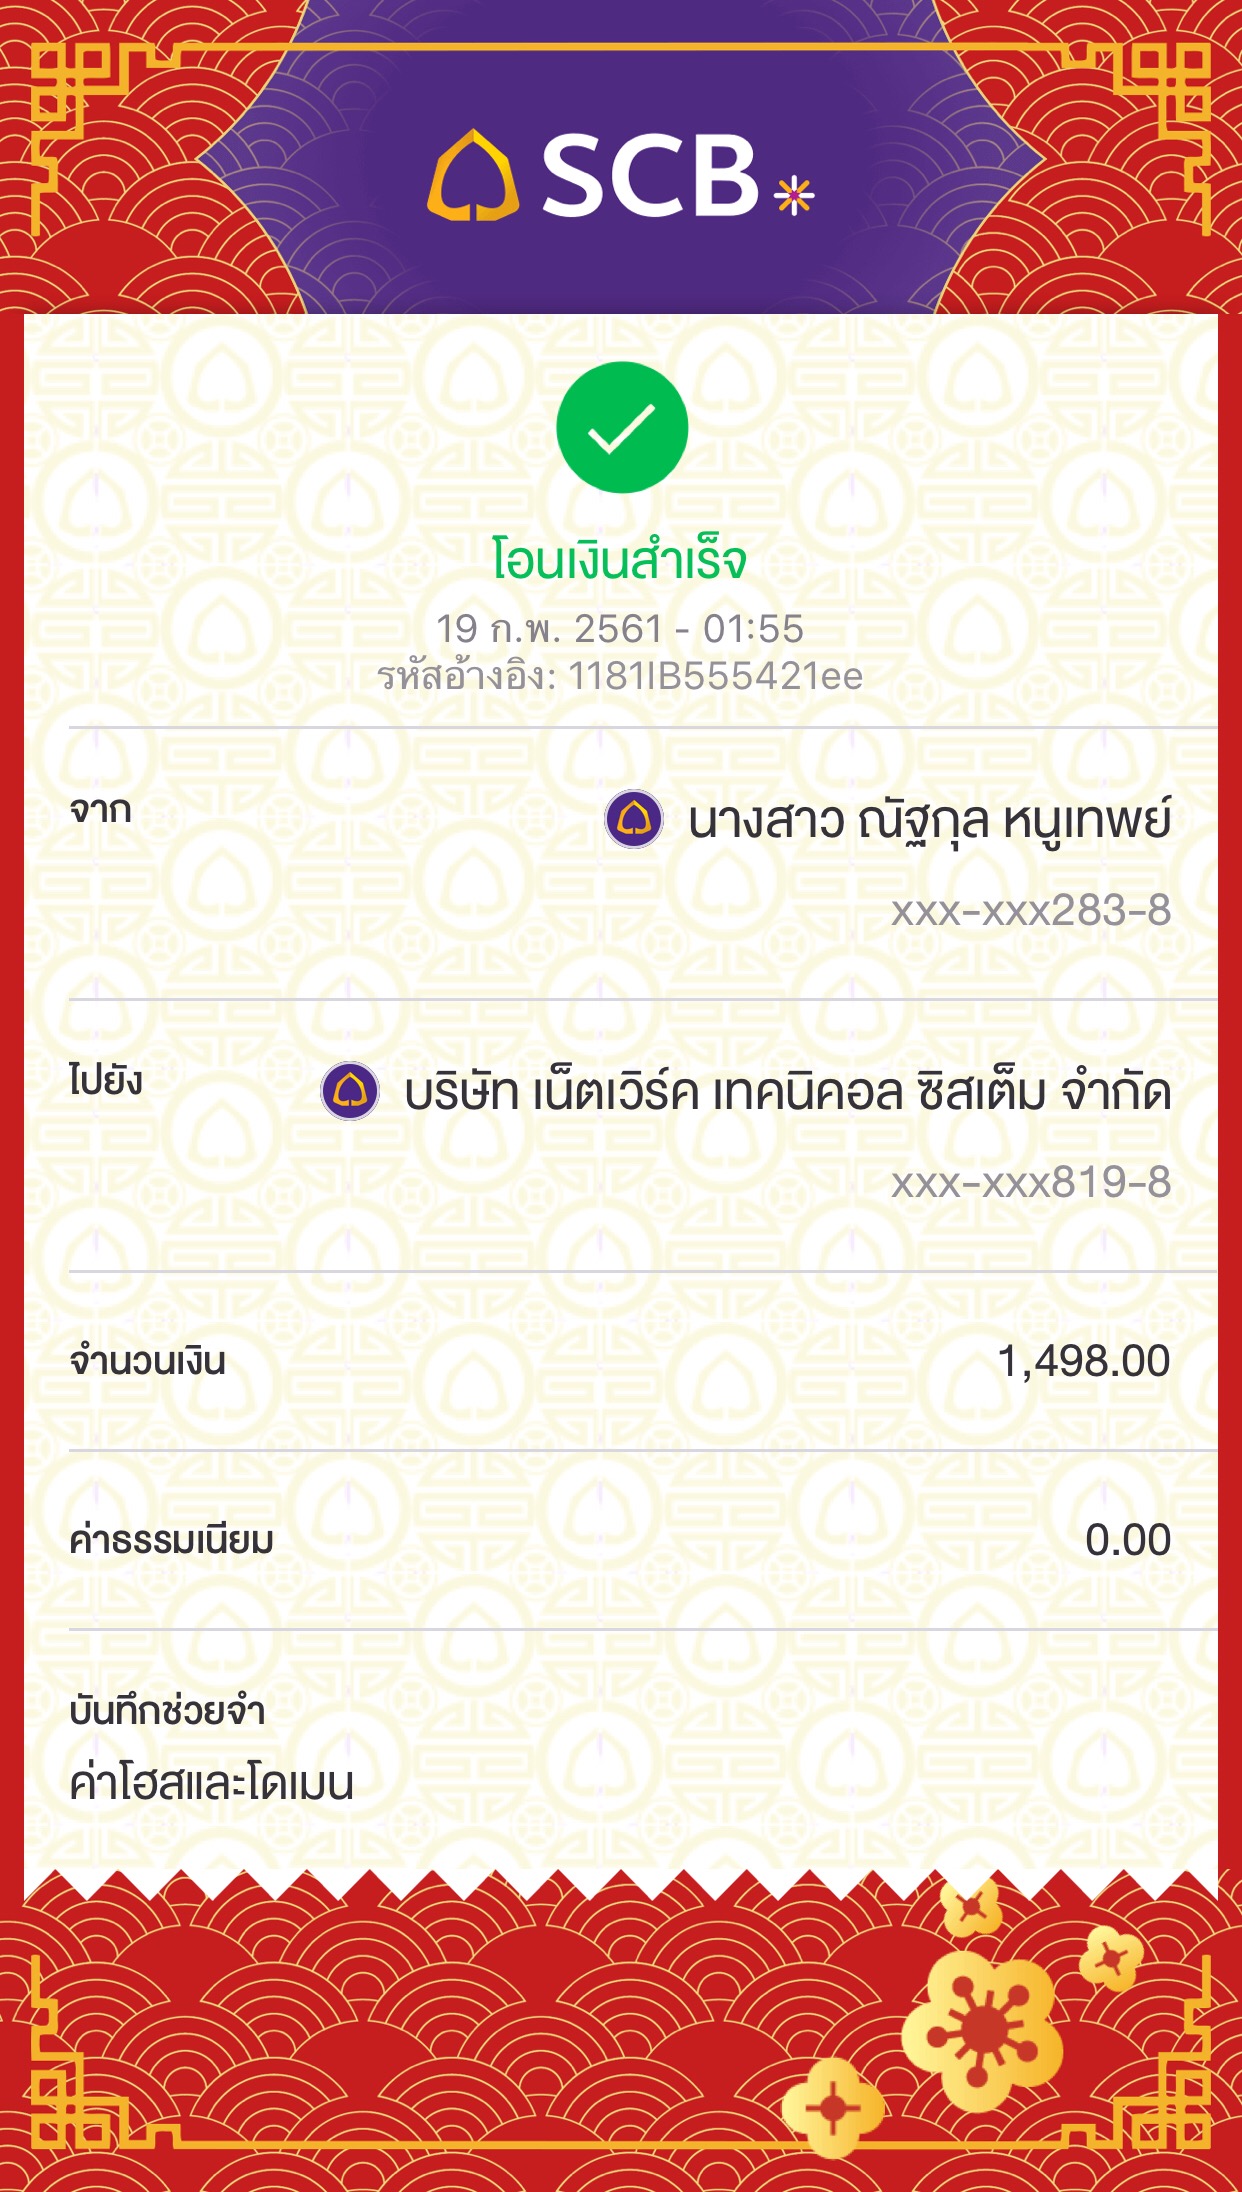 SCB
โอนเงินสำเร็จ
19 ก.พ. 2561 - 01:55
รหัสอ้างอิง: 1181IB555421ee
จาก
นางสาว ณัฐกุล หนูเทพย์
xxx-xxx283-8
ไปยัง
บริษัท เน็ตเวิร์ค เทคนิคอล ซิสเต็ม จำกัด
xxx-xxx819-8
จำนวนเงิน 1,498.00
ค่าธรรมเนียม 0.00
บันทึกช่วยจำ
ค่าโฮสและโดเมน